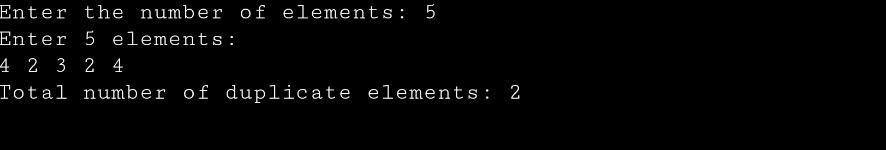 Enter the number of elements: 5
Enter 5 elements:
4 2 3 2 4
Total number of duplicate elements: 2